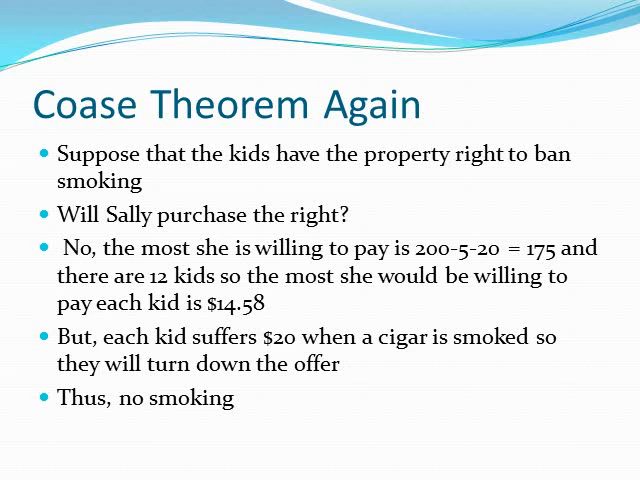 Coase Theorem Again
Suppose that the kids have the property right to ban
smoking
Will Sally purchase the right?
No, the most she is willing to pay is 200-5-20 = 175 and
there are 12 kids so the most she would be willing to
pay each kid is $14.58
But, each kid suffers $20 when a cigar is smoked so
they will turn down the offer
Thus, no smoking